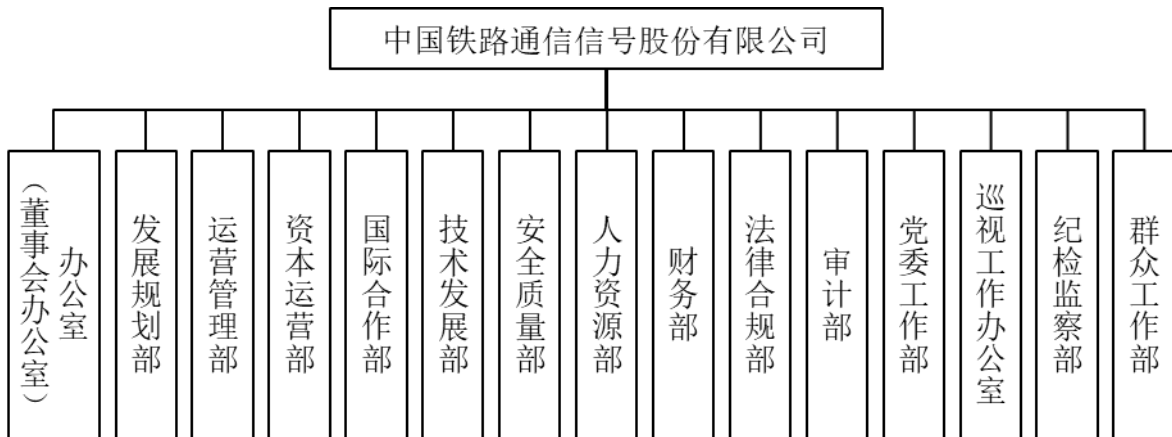 中国铁路通信信号股份有限公司
办公室
（董事会办公室）
发展规划部
运营管理部
资本运营部
国际合作部
技术发展部
安全质量部
人力资源部
财务部
法律合规部
审计部
党委工作部
巡视工作办公室
纪检监察部
群众工作部